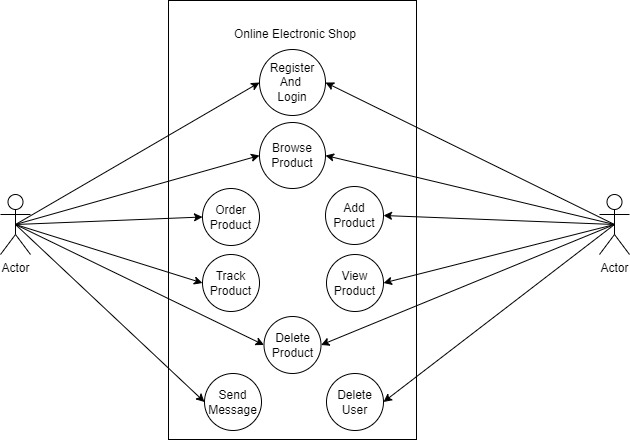 Online Electronic Shop
Register
And
Login
Browse
Product
Order
Product
Add
Product
Actor
Actor
Track
Product
View
Product
Delete
Product
Send
Message
Delete
User